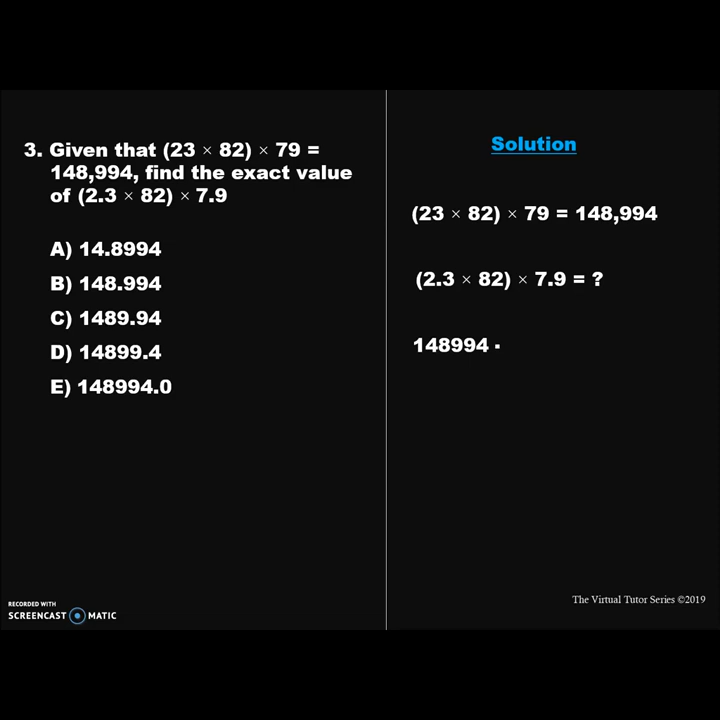 3. Given that (23 × 82) × 79 =
148,994, find the exact value
of (2.3 × 82) × 7.9
A) 14.8994
B) 148.994
C) 1489.94
D) 14899.4
E) 148994.0
Solution
(23 × 82) × 79 = 148,994
(2.3 × 82) × 7.9 = ?
148994 ·
The Virtual Tutor Series ©2019
RECORDED WITH
SCREENCAST MATIC